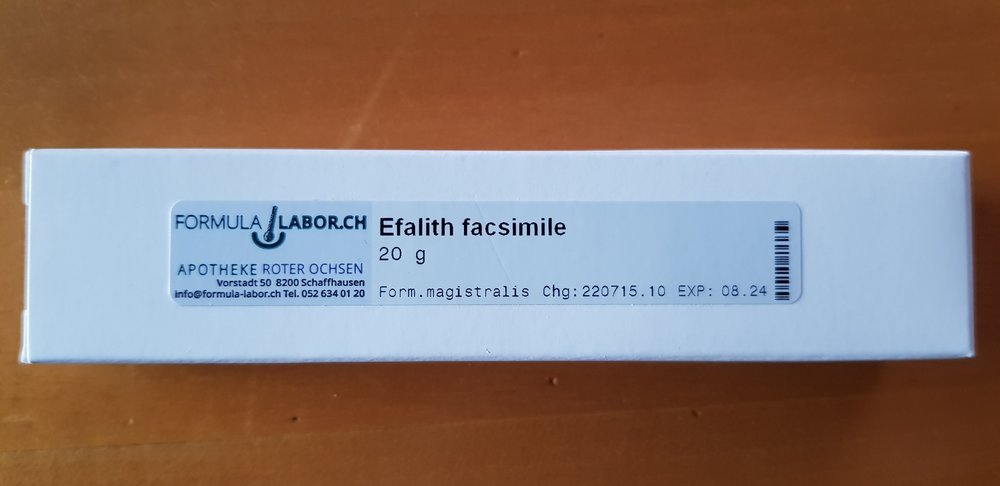 FORMULA LABOR.CH
APOTHEKE ROTER OCHSEN
Vorstadt 50 8200 Schaffhausen
info@formula-labor.ch Tel. 052 634 01 20
Efalith facsimile
20 g
Form.magistralis Chg:220715.10 EXP: 08.24